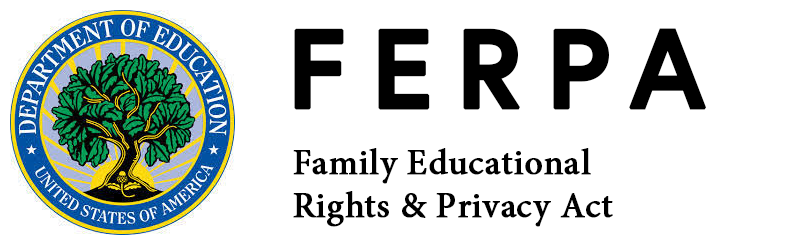 DEPARTMENT OF EDUCATION
UNITED STATES OF AMERICA
FERPA
Family Educational
Rights & Privacy Act